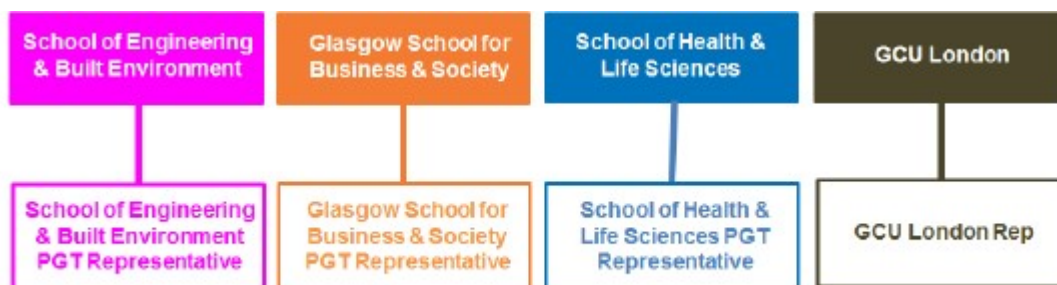 School of Engineering
& Built Environment
Glasgow School for
Business & Society
School of Health &
Life Sciences
GCU London
School of Engineering
& Built Environment
PGT Representative
Glasgow School for
Business & Society
PGT Representative
School of Health &
Life Sciences PGT
Representative
GCU London Rep